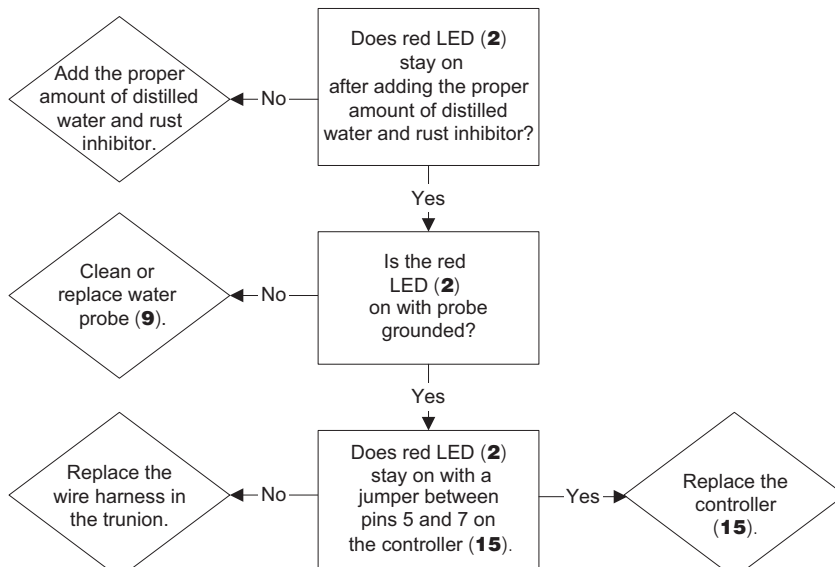 Does red LED (2)
stay on
after adding the proper
amount of distilled
water and rust inhibitor?
No
Add the proper
amount of distilled
water and rust
inhibitor.
Yes
Is the red
LED (2)
on with probe
grounded?
No
Clean or
replace water
probe (9).
Yes
Does red LED (2)
stay on with a
jumper between
pins 5 and 7 on
the controller (15).
No
Replace the
wire harness in
the trunion.
Yes
Replace the
controller
(15).